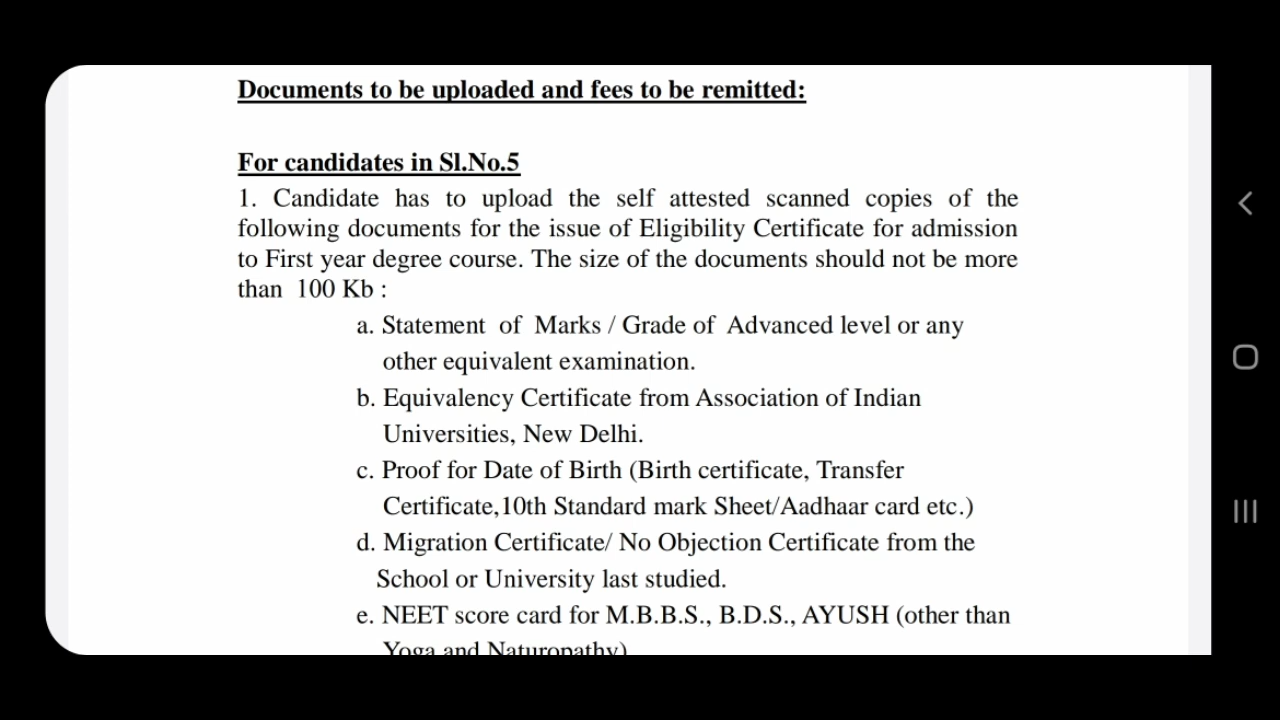 Documents to be uploaded and fees to be remitted:
For candidates in Sl.No.5
1. Candidate has to upload the self attested scanned copies of the
following documents for the issue of Eligibility Certificate for admission
to First year degree course. The size of the documents should not be more
than 100 Kb :
a. Statement of Marks / Grade of Advanced level or any
other equivalent examination.
b. Equivalency Certificate from Association of Indian
Universities, New Delhi.
c. Proof for Date of Birth (Birth certificate, Transfer
Certificate,10th Standard mark Sheet/Aadhaar card etc.)
d. Migration Certificate/ No Objection Certificate from the
School or University last studied.
e. NEET score card for M.B.B.S., B.D.S., AYUSH (other than
Yoga and Naturopathy)